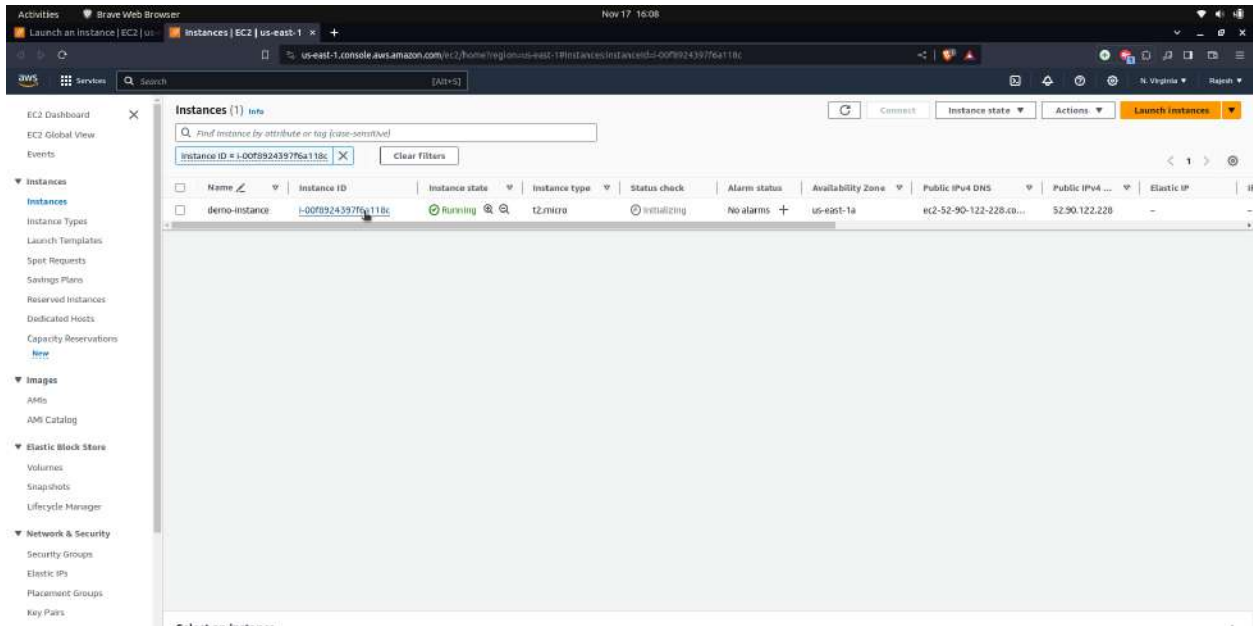 Activities Brave Web Browser Nov 17 16:08
Launch an instance | EC2 | us- Instances | EC2 | us-east-1 × +
us-east-1.console.aws.amazon.com/ec2/home?region=us-east-1#Instances:instanceId=i-00f8924397f6a118c
aws Services Search [Alt+S] N. Virginia Rajesh
EC2 Dashboard
EC2 Global View
Events
Instances
Instances
Instance Types
Launch Templates
Spot Requests
Savings Plans
Reserved Instances
Dedicated Hosts
Capacity Reservations
New
Images
AMIs
AMI Catalog
Elastic Block Store
Volumes
Snapshots
Lifecycle Manager
Network & Security
Security Groups
Elastic IPs
Placement Groups
Key Pairs
Instances (1) Info Connect Instance state Actions Launch instances
Find Instance by attribute or tag (case-sensitive)
Instance ID = i-00f8924397f6a118c Clear filters 1
Name Instance ID Instance state Instance type Status check Alarm status Availability Zone Public IPv4 DNS Public IPv4 ... Elastic IP
demo-instance i-00f8924397f6a118c Running t2.micro Initializing No alarms + us-east-1a ec2-52-90-122-228.co... 52.90.122.228 –